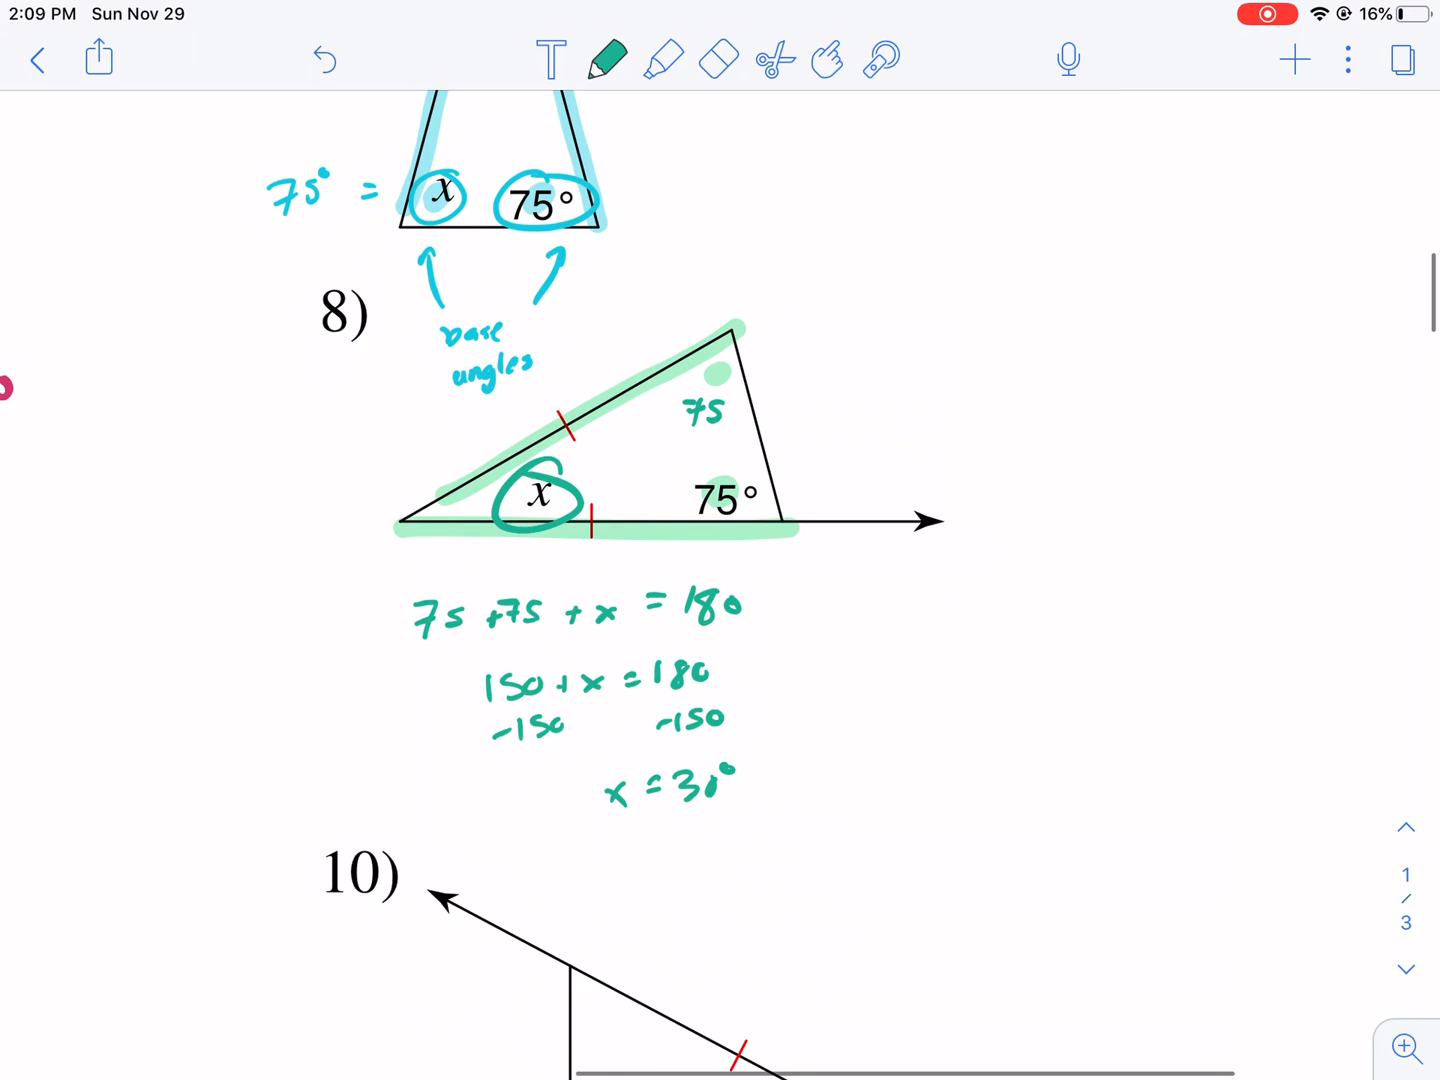 2:09 PM Sun Nov 29
16%
T
75° = x 75°
8)
base
angles
75
x 75°
75 +75 + x = 180
150 + x = 180
-150 -150
x = 30°
10)
1
/
3